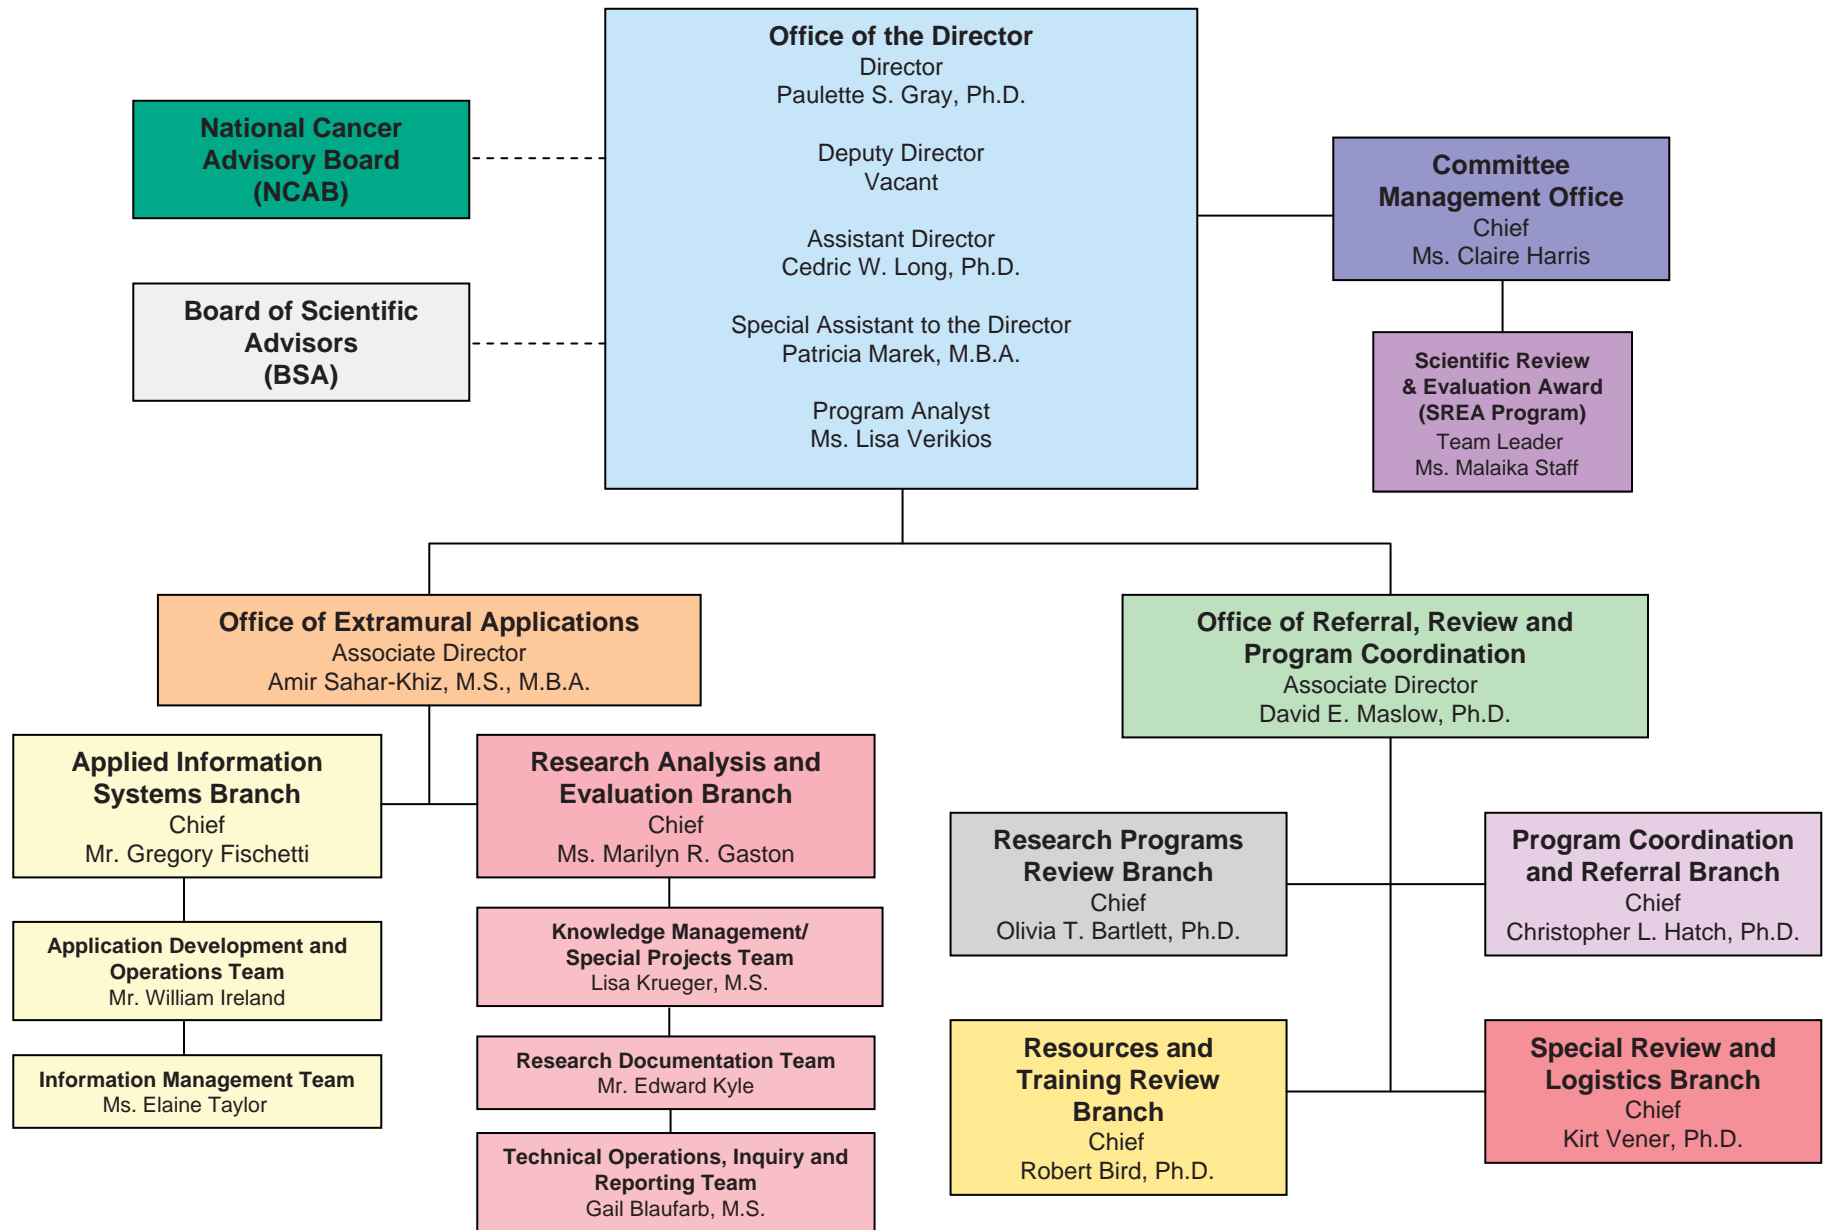 Office of the Director
Director
Paulette S. Gray, Ph.D.
Deputy Director
Vacant
Assistant Director
Cedric W. Long, Ph.D.
Special Assistant to the Director
Patricia Marek, M.B.A.
Program Analyst
Ms. Lisa Verikios
National Cancer
Advisory Board
(NCAB)
Board of Scientific
Advisors
(BSA)
Committee
Management Office
Chief
Ms. Claire Harris
Scientific Review
& Evaluation Award
(SREA Program)
Team Leader
Ms. Malaika Staff
Office of Extramural Applications
Associate Director
Amir Sahar-Khiz, M.S., M.B.A.
Office of Referral, Review and
Program Coordination
Associate Director
David E. Maslow, Ph.D.
Applied Information
Systems Branch
Chief
Mr. Gregory Fischetti
Application Development and
Operations Team
Mr. William Ireland
Information Management Team
Ms. Elaine Taylor
Research Analysis and
Evaluation Branch
Chief
Ms. Marilyn R. Gaston
Knowledge Management/
Special Projects Team
Lisa Krueger, M.S.
Research Documentation Team
Mr. Edward Kyle
Technical Operations, Inquiry and
Reporting Team
Gail Blaufarb, M.S.
Research Programs
Review Branch
Chief
Olivia T. Bartlett, Ph.D.
Program Coordination
and Referral Branch
Chief
Christopher L. Hatch, Ph.D.
Resources and
Training Review
Branch
Chief
Robert Bird, Ph.D.
Special Review and
Logistics Branch
Chief
Kirt Vener, Ph.D.